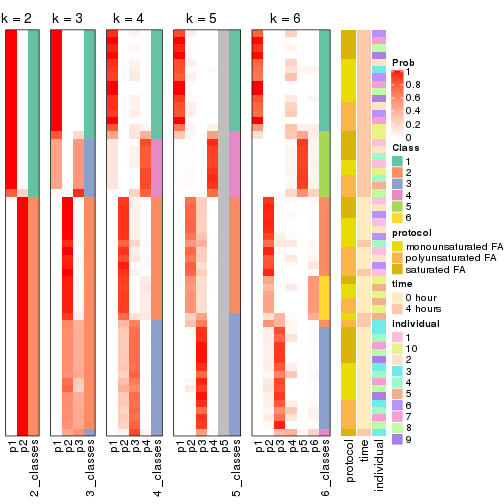 k = 2
k = 3
k = 4
k = 5
k = 6
p1
p2
2_classes
p1
p2
p3
3_classes
p1
p2
p3
p4
4_classes
p1
p2
p3
p4
p5
5_classes
p1
p2
p3
p4
p5
p6
6_classes
protocol
time
individual
Prob
1
0.8
0.6
0.4
0.2
0
Class
1
2
3
4
5
6
protocol
monounsaturated FA
polyunsaturated FA
saturated FA
time
0 hour
4 hours
individual
1
10
2
3
4
5
6
7
8
9